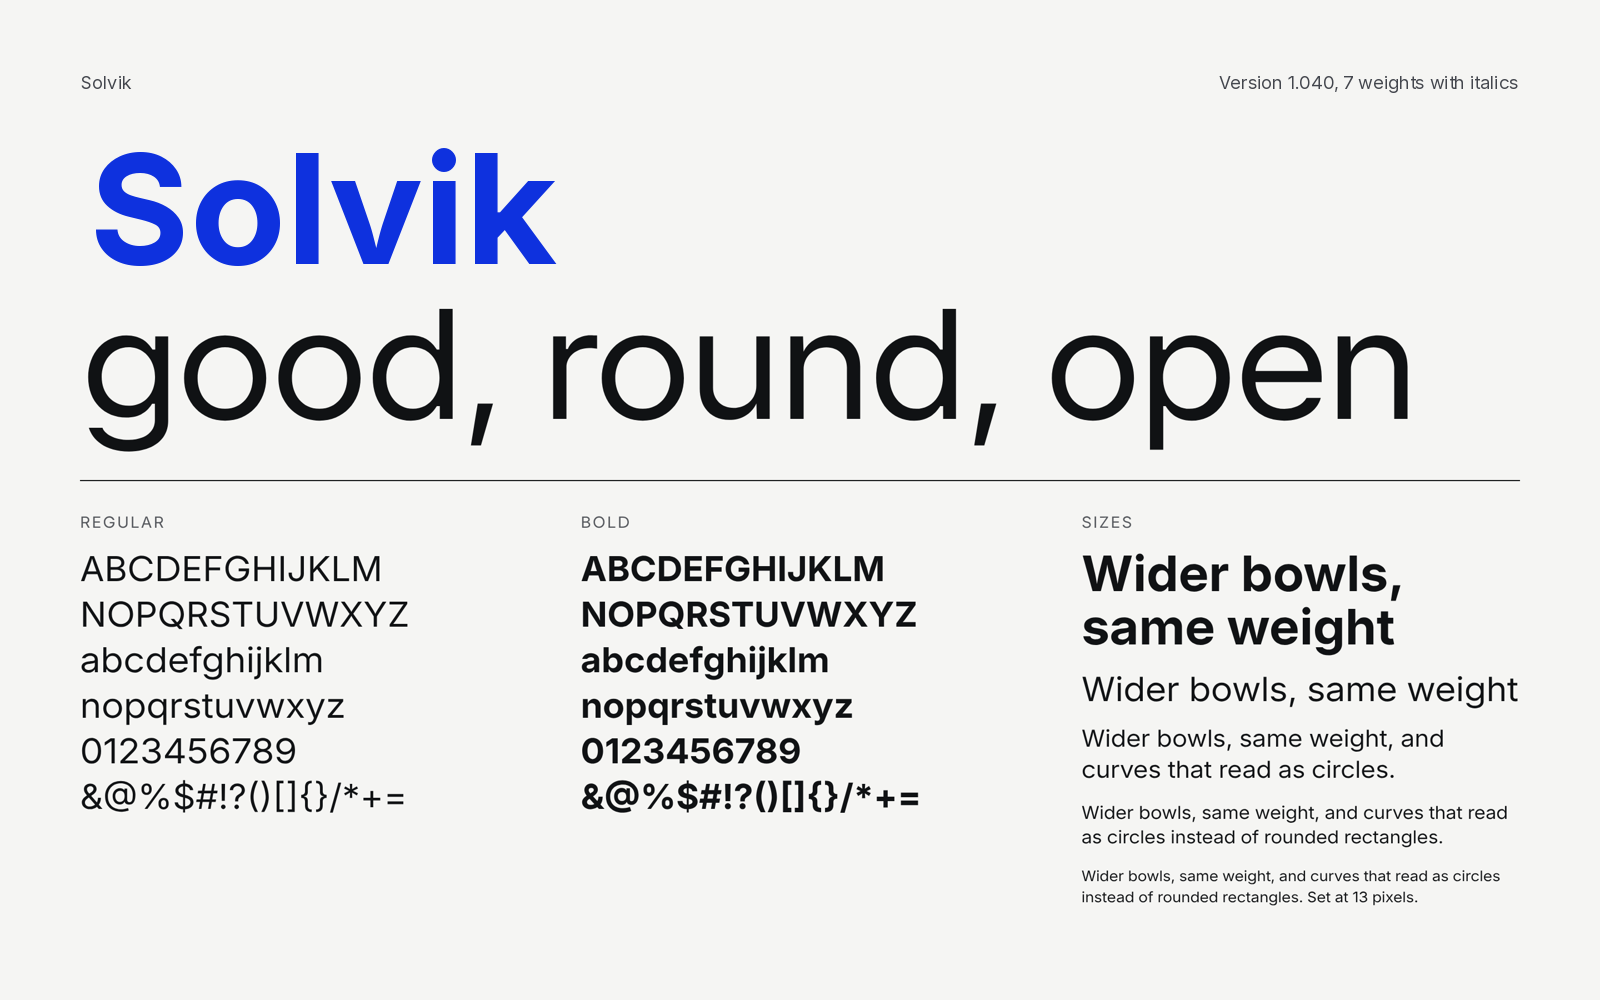 Solvik
Version 1.040, 7 weights with italics
Solvik
good, round, open
REGULAR
ABCDEFGHIJKLM
NOPQRSTUVWXYZ
abcdefghijklm
nopqrstuvwxyz
0123456789
&@%$#!?()[]{}/*+=
BOLD
ABCDEFGHIJKLM
NOPQRSTUVWXYZ
abcdefghijklm
nopqrstuvwxyz
0123456789
&@%$#!?()[]{}/*+=
SIZES
Wider bowls,
same weight
Wider bowls, same weight
Wider bowls, same weight, and
curves that read as circles.
Wider bowls, same weight, and curves that read
as circles instead of rounded rectangles.
Wider bowls, same weight, and curves that read as circles
instead of rounded rectangles. Set at 13 pixels.